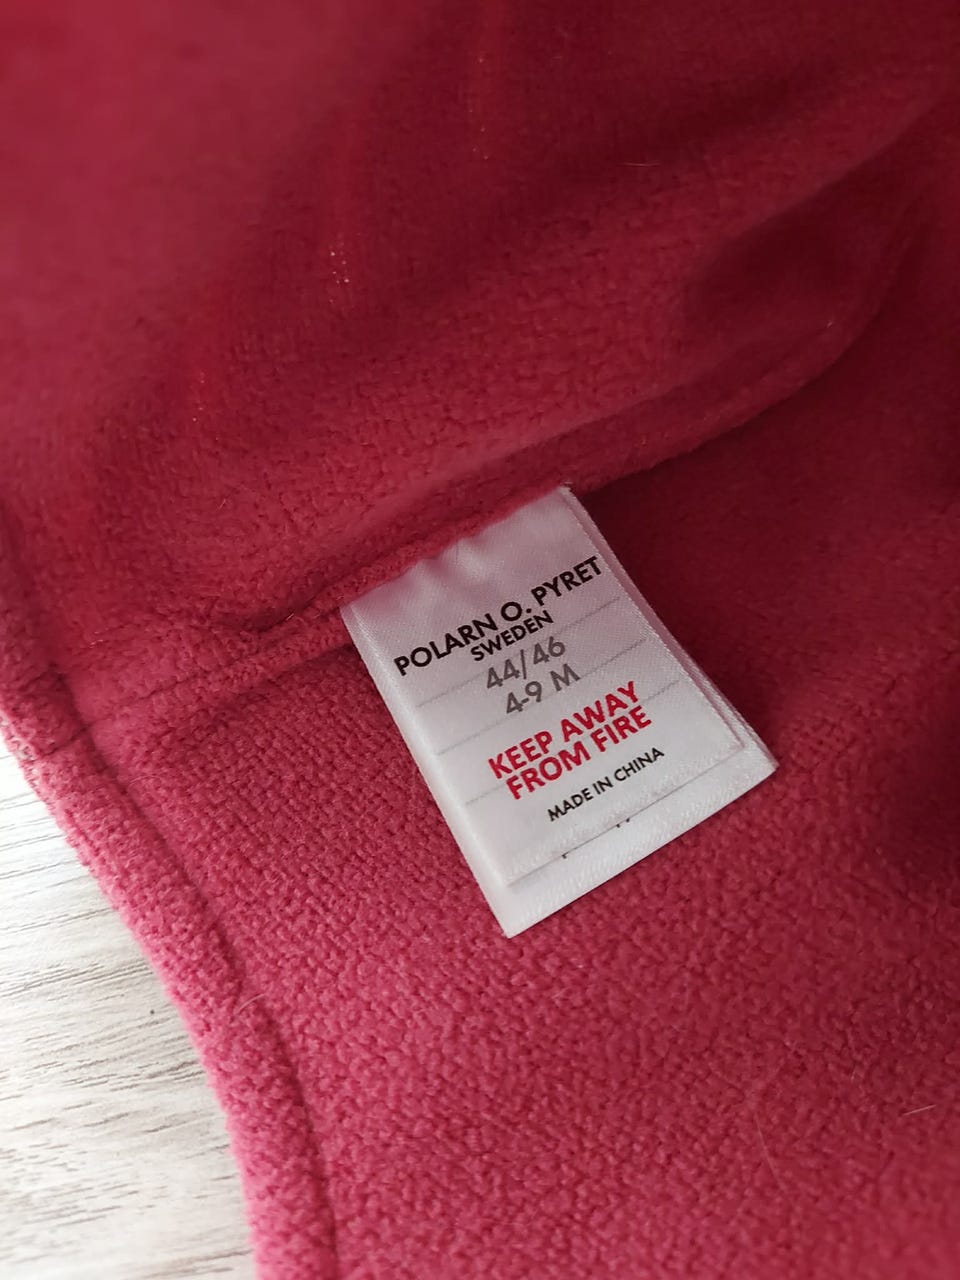 POLARN O. PYRET
SWEDEN
44/46
4-9 M
KEEP AWAY
FROM FIRE
MADE IN CHINA